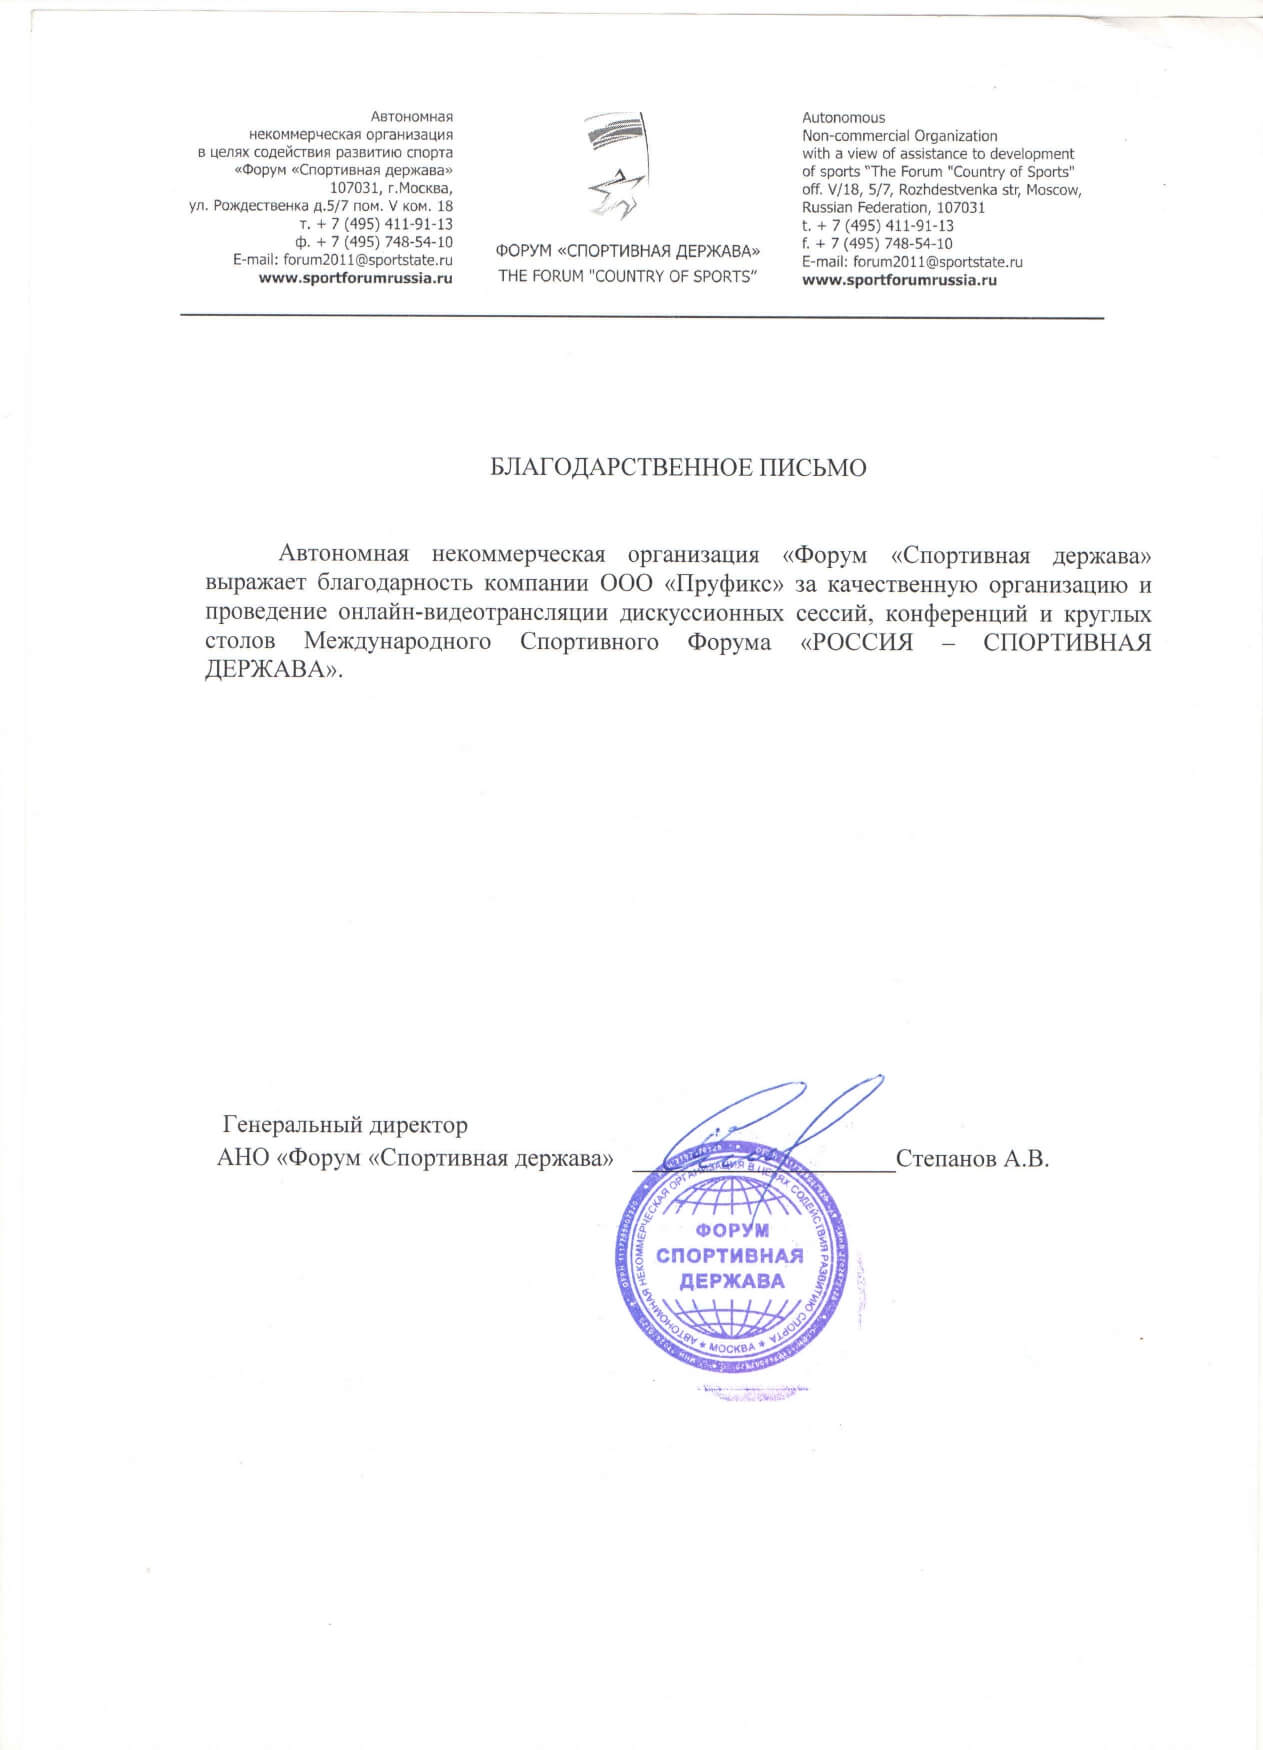 Автономная
некоммерческая организация
в целях содействия развитию спорта
«Форум «Спортивная держава»
107031, г.Москва,
ул. Рождественка д.5/7 пом. V ком. 18
т. + 7 (495) 411-91-13
ф. + 7 (495) 748-54-10
E-mail: forum2011@sportstate.ru
www.sportforumrussia.ru
ФОРУМ «СПОРТИВНАЯ ДЕРЖАВА»
THE FORUM "COUNTRY OF SPORTS"
Autonomous
Non-commercial Organization
with a view of assistance to development
of sports "The Forum "Country of Sports"
off. V/18, 5/7, Rozhdestvenka str, Moscow,
Russian Federation, 107031
t. + 7 (495) 411-91-13
f. + 7 (495) 748-54-10
E-mail: forum2011@sportstate.ru
www.sportforumrussia.ru
БЛАГОДАРСТВЕННОЕ ПИСЬМО
Автономная некоммерческая организация «Форум «Спортивная держава»
выражает благодарность компании ООО «Пруфикс» за качественную организацию и
проведение онлайн-видеотрансляции дискуссионных сессий, конференций и круглых
столов Международного Спортивного Форума «РОССИЯ – СПОРТИВНАЯ
ДЕРЖАВА».
Генеральный директор
АНО «Форум «Спортивная держава» Степанов А.В.
АВТОНОМНАЯ НЕКОММЕРЧЕСКАЯ ОРГАНИЗАЦИЯ В ЦЕЛЯХ СОДЕЙСТВИЯ РАЗВИТИЮ СПОРТА
ФОРУМ
СПОРТИВНАЯ
ДЕРЖАВА
★ МОСКВА ★